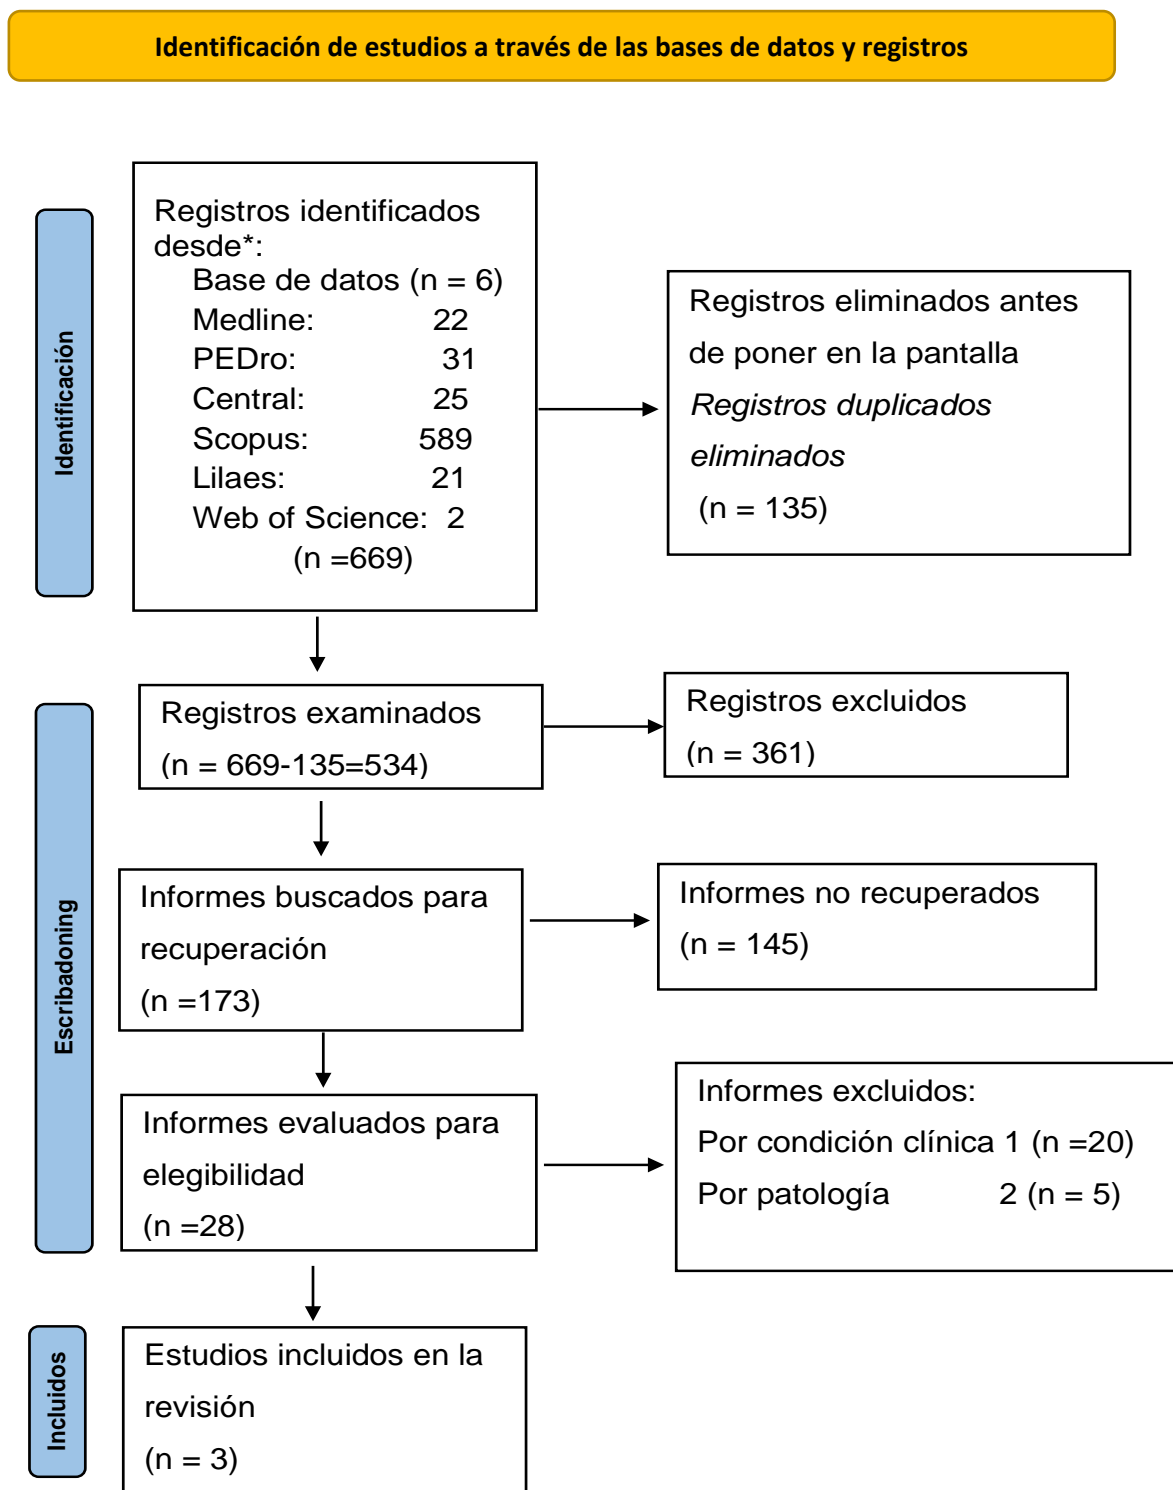 Identificación de estudios a través de las bases de datos y registros
Identificación
Registros identificados
desde*:
Base de datos (n = 6)
Medline: 22
PEDro: 31
Central: 25
Scopus: 589
Lilaes: 21
Web of Science: 2
(n =669)
Registros eliminados antes
de poner en la pantalla
Registros duplicados
eliminados
(n = 135)
Escribadoning
Registros examinados
(n = 669-135=534)
Registros excluidos
(n = 361)
Informes buscados para
recuperación
(n =173)
Informes no recuperados
(n = 145)
Informes evaluados para
elegibilidad
(n =28)
Informes excluidos:
Por condición clínica 1 (n =20)
Por patología 2 (n = 5)
Incluidos
Estudios incluidos en la
revisión
(n = 3)